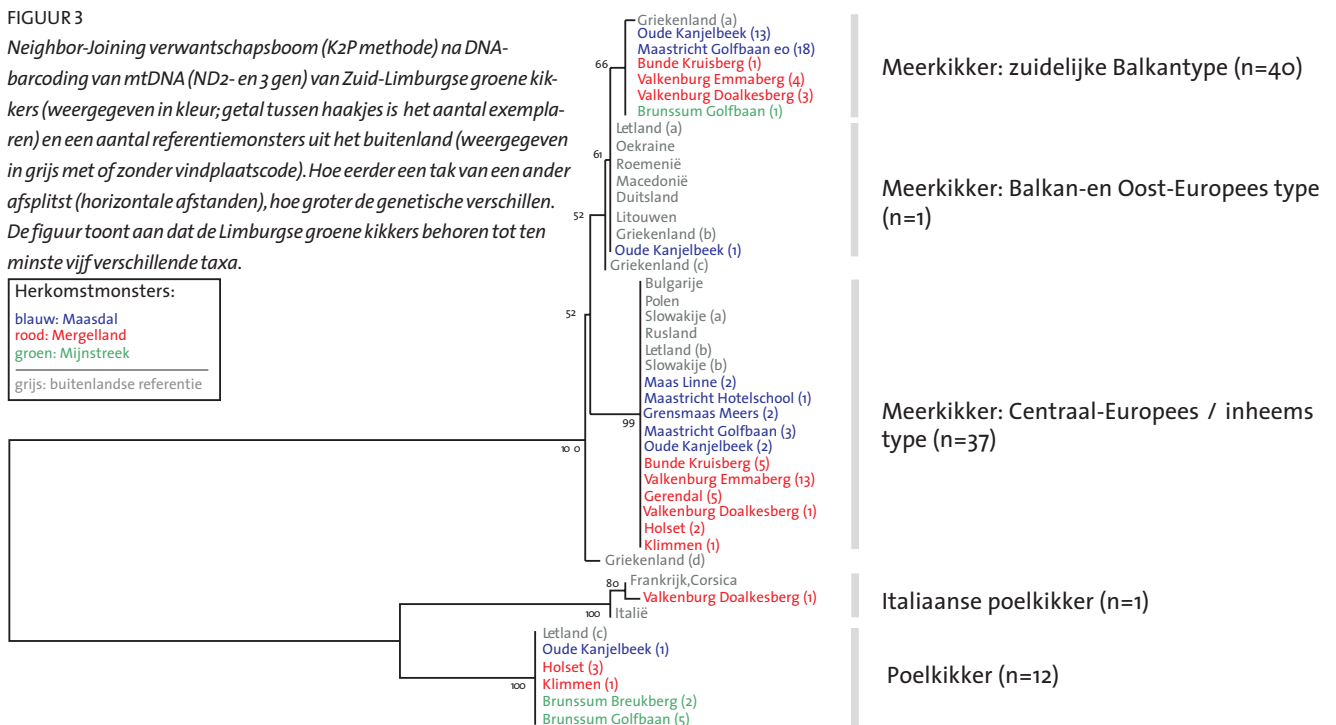 FIGUUR 3
Neighbor-Joining verwantschapsboom (K2P methode) na DNA-
barcoding van mtDNA (ND2- en 3 gen) van Zuid-Limburgse groene kik-
kers (weergegeven in kleur; getal tussen haakjes is het aantal exempla-
ren) en een aantal referentiemonsters uit het buitenland (weergegeven
in grijs met of zonder vindplaatscode). Hoe eerder een tak van een ander
afsplitst (horizontale afstanden), hoe groter de genetische verschillen.
De figuur toont aan dat de Limburgse groene kikkers behoren tot ten
minste vijf verschillende taxa.
Herkomstmonsters:
blauw: Maasdal
rood: Mergelland
groen: Mijnstreek
grijs: buitenlandse referentie
Griekenland (a)
Oude Kanjelbeek (13)
Maastricht Golfbaan eo (18)
Bunde Kruisberg (1)
Valkenburg Emmaberg (4)
Valkenburg Doalkesberg (3)
Brunssum Golfbaan (1)
66
Meerkikker: zuidelijke Balkantype (n=40)
Letland (a)
Oekraine
Roemenië
Macedonië
Duitsland
Litouwen
Griekenland (b)
Oude Kanjelbeek (1)
61
Meerkikker: Balkan-en Oost-Europees type
(n=1)
52
Griekenland (c)
Bulgarije
Polen
Slowakije (a)
Rusland
Letland (b)
Slowakije (b)
Maas Linne (2)
Maastricht Hotelschool (1)
Grensmaas Meers (2)
Maastricht Golfbaan (3)
Oude Kanjelbeek (2)
Bunde Kruisberg (5)
Valkenburg Emmaberg (13)
Gerendal (5)
Valkenburg Doalkesberg (1)
Holset (2)
Klimmen (1)
52
99
Meerkikker: Centraal-Europees / inheems
type (n=37)
10 0
Griekenland (d)
80
Frankrijk,Corsica
Valkenburg Doalkesberg (1)
100
Italië
Italiaanse poelkikker (n=1)
Letland (c)
Oude Kanjelbeek (1)
Holset (3)
Klimmen (1)
Brunssum Breukberg (2)
Brunssum Golfbaan (5)
100
Poelkikker (n=12)